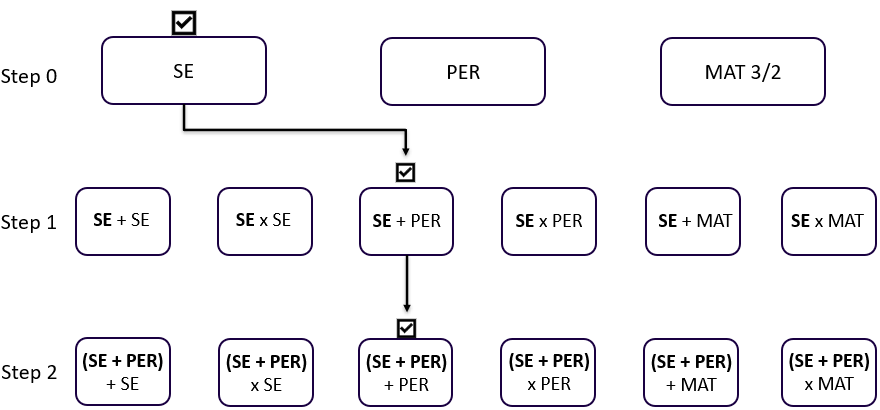 Step 0
SE
PER
MAT 3/2
Step 1
SE + SE
SE x SE
SE + PER
SE x PER
SE + MAT
SE x MAT
Step 2
(SE + PER)
+ SE
(SE + PER)
x SE
(SE + PER)
+ PER
(SE + PER)
x PER
(SE + PER)
+ MAT
(SE + PER)
x MAT